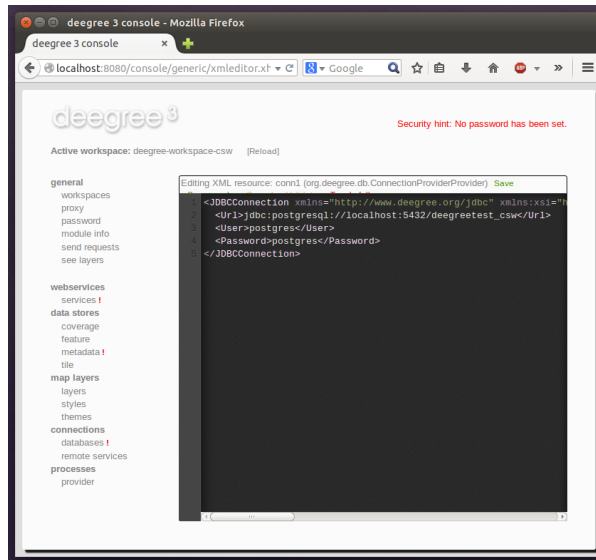 deegree 3 console - Mozilla Firefox
deegree 3 console ×
localhost:8080/console/generic/xmleditor.xh
Google
ABP
deegree 3
Security hint: No password has been set.
Active workspace: deegree-workspace-csw [Reload]
general
workspaces
proxy
password
module info
send requests
see layers
webservices
services !
data stores
coverage
feature
metadata !
tile
map layers
layers
styles
themes
connections
databases !
remote services
processes
provider
Editing XML resource: conn1 (org.deegree.db.ConnectionProviderProvider) Save
1 <JDBCConnection xmlns="http://www.deegree.org/jdbc" xmlns:xsi="h
2 <Url>jdbc:postgresql://localhost:5432/deegreetest_csw</Url>
3 <User>postgres</User>
4 <Password>postgres</Password>
5 </JDBCConnection>